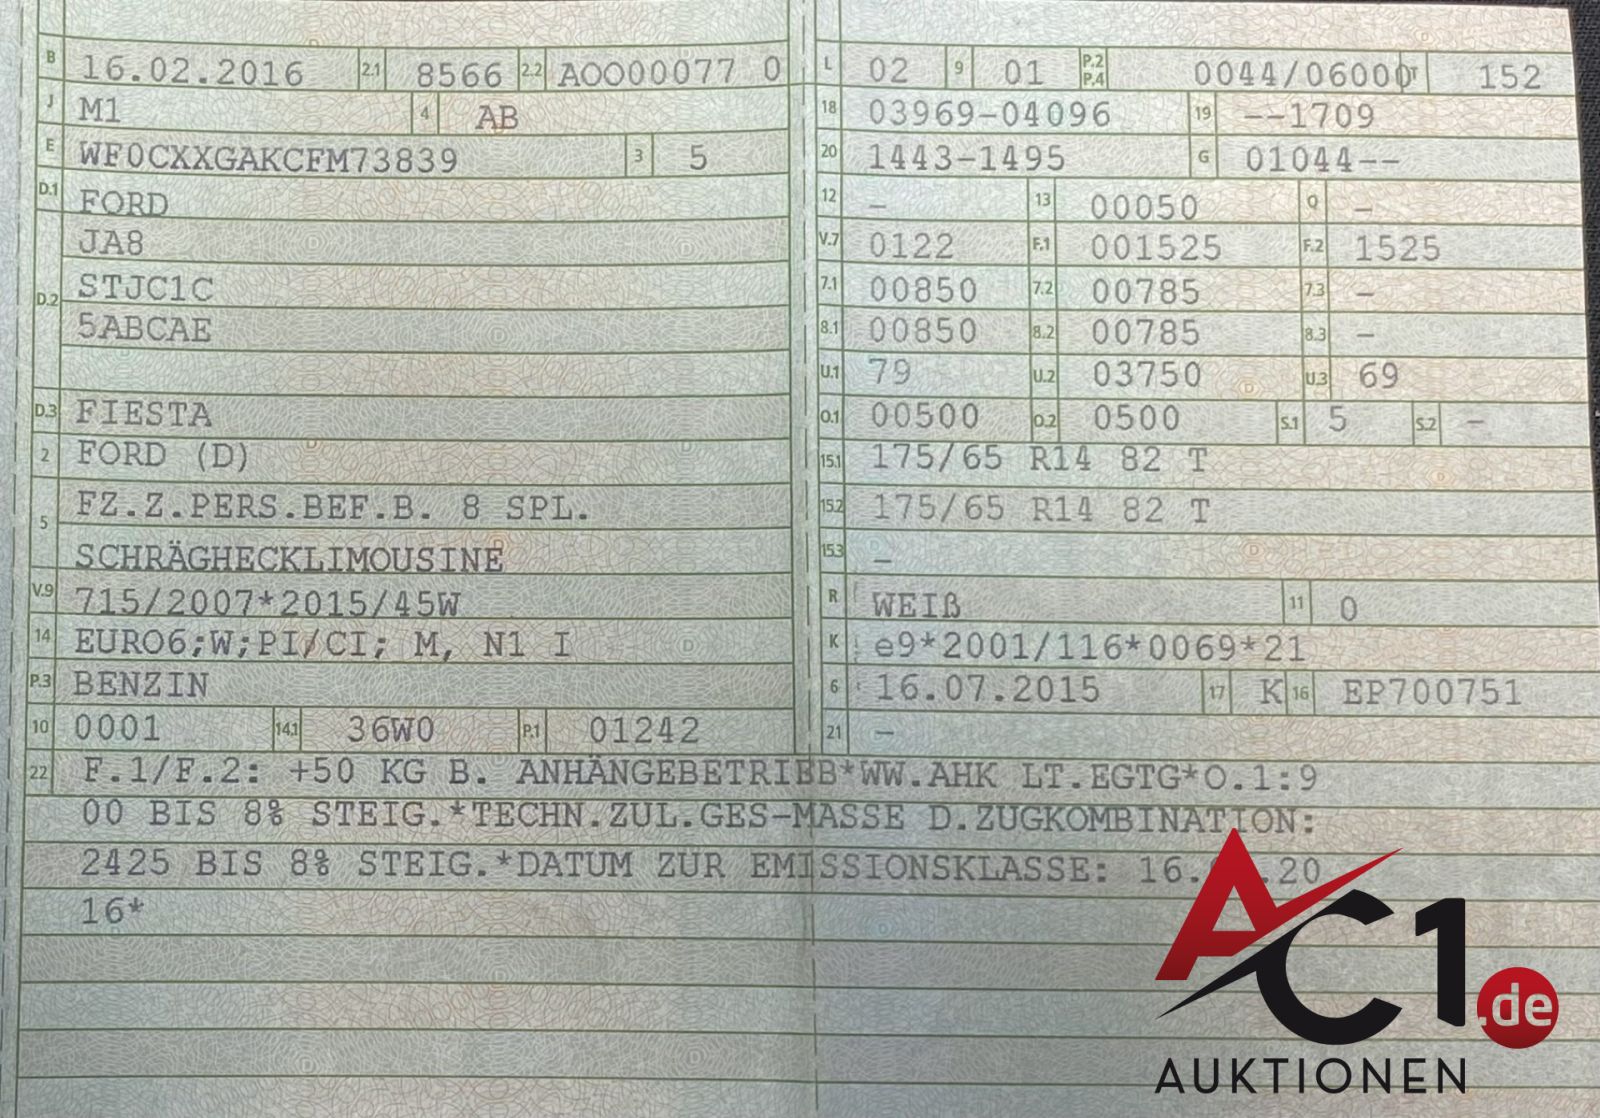 B 16.02.2016 2.1 8566 2.2 AOO00077 0
J M1 4 AB
E WF0CXXGAKCFM73839 3 5
D.1 FORD
JA8
D.2 STJC1C
5ABCAE
D.3 FIESTA
2 FORD (D)
5 FZ.Z.PERS.BEF.B. 8 SPL.
SCHRÄGHECKLIMOUSINE
V.9 715/2007*2015/45W
14 EURO6;W;PI/CI; M, N1 I
P.3 BENZIN
10 0001 14.1 36W0 P.1 01242
L 02 9 01 P.2 P.4 0044/06000 T 152
18 03969-04096 19 --1709
20 1443-1495 G 01044--
12 - 13 00050 Q -
V.7 0122 F.1 001525 F.2 1525
7.1 00850 7.2 00785 7.3 -
8.1 00850 8.2 00785 8.3 -
U.1 79 U.2 03750 U.3 69
O.1 00500 O.2 0500 S.1 5 S.2 -
15.1 175/65 R14 82 T
15.2 175/65 R14 82 T
15.3 -
R WEIß 11 0
K e9*2001/116*0069*21
6 16.07.2015 17 K 16 EP700751
21 -
22 F.1/F.2: +50 KG B. ANHÄNGEBETRIEB*WW.AHK LT.EGTG*O.1:9
00 BIS 8% STEIG.*TECHN.ZUL.GES-MASSE D.ZUGKOMBINATION:
2425 BIS 8% STEIG.*DATUM ZUR EMISSIONSKLASSE: 16. .20
16*
AC1.de
AUKTIONEN